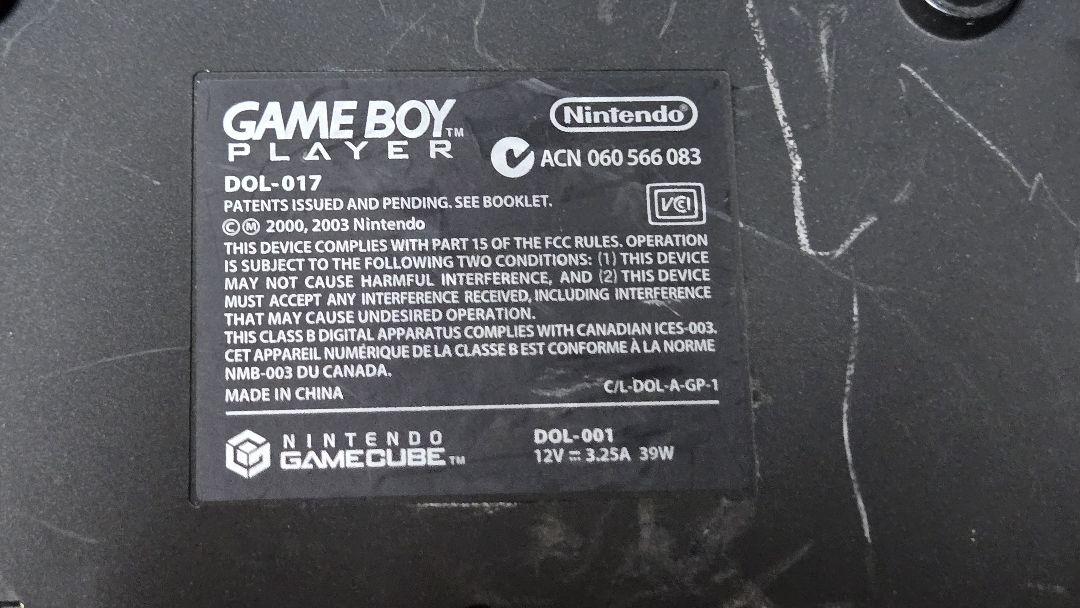 GAME BOY™
PLAYER
Nintendo®
ACN 060 566 083
DOL-017
PATENTS ISSUED AND PENDING. SEE BOOKLET.
VCI
©Ⓜ 2000, 2003 Nintendo
THIS DEVICE COMPLIES WITH PART 15 OF THE FCC RULES. OPERATION
IS SUBJECT TO THE FOLLOWING TWO CONDITIONS: (1) THIS DEVICE
MAY NOT CAUSE HARMFUL INTERFERENCE, AND (2) THIS DEVICE
MUST ACCEPT ANY INTERFERENCE RECEIVED, INCLUDING INTERFERENCE
THAT MAY CAUSE UNDESIRED OPERATION.
THIS CLASS B DIGITAL APPARATUS COMPLIES WITH CANADIAN ICES-003.
CET APPAREIL NUMÉRIQUE DE LA CLASSE B EST CONFORME À LA NORME
NMB-003 DU CANADA.
MADE IN CHINA
C/L-DOL-A-GP-1
NINTENDO
GAMECUBE™
DOL-001
12V ⎓ 3.25A 39W